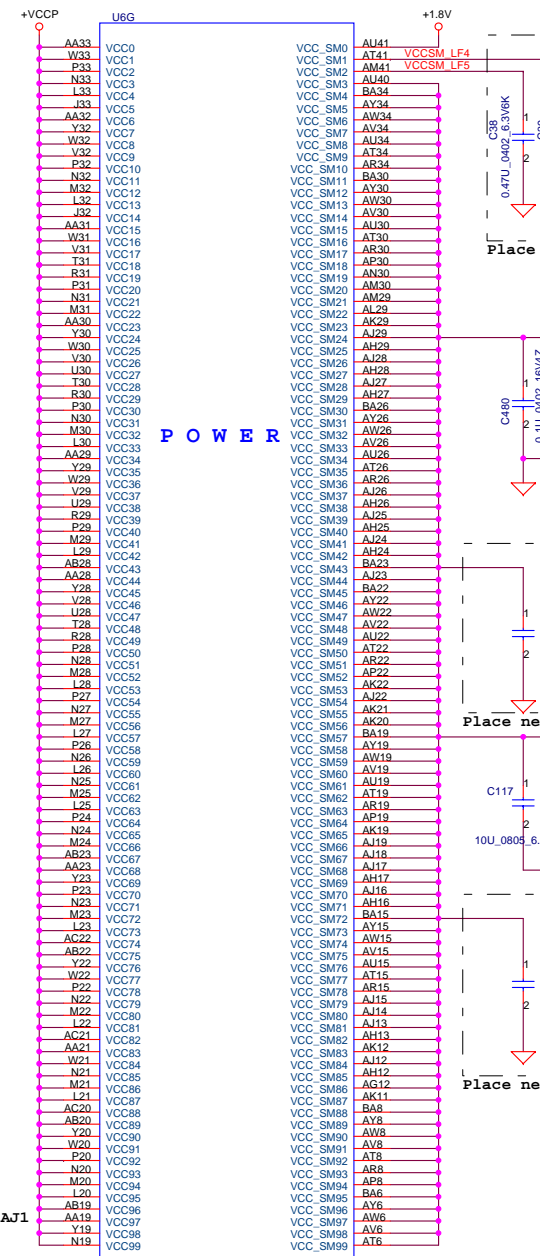 +VCCP U6G +1.8V
AA33 VCC0 VCC_SM0 AU41
W33 VCC1 VCC_SM1 AT41 VCCSM_LF4
P33 VCC2 VCC_SM2 AM41 VCCSM_LF5
N33 VCC3 VCC_SM3 AU40
L33 VCC4 VCC_SM4 BA34
J33 VCC5 VCC_SM5 AY34
AA32 VCC6 VCC_SM6 AW34
Y32 VCC7 VCC_SM7 AV34
W32 VCC8 VCC_SM8 AU34
V32 VCC9 VCC_SM9 AT34
P32 VCC10 VCC_SM10 AR34
N32 VCC11 VCC_SM11 BA30
M32 VCC12 VCC_SM12 AY30
L32 VCC13 VCC_SM13 AW30
J32 VCC14 VCC_SM14 AV30
AA31 VCC15 VCC_SM15 AU30
W31 VCC16 VCC_SM16 AT30
V31 VCC17 VCC_SM17 AR30
T31 VCC18 VCC_SM18 AP30
R31 VCC19 VCC_SM19 AN30
P31 VCC20 VCC_SM20 AM30
N31 VCC21 VCC_SM21 AM29
M31 VCC22 VCC_SM22 AL29
AA30 VCC23 VCC_SM23 AK29
Y30 VCC24 VCC_SM24 AJ29
W30 VCC25 VCC_SM25 AH29
V30 VCC26 VCC_SM26 AJ28
U30 VCC27 VCC_SM27 AH28
T30 VCC28 VCC_SM28 AJ27
R30 VCC29 VCC_SM29 AH27
P30 VCC30 VCC_SM30 BA26
N30 VCC31 VCC_SM31 AY26
M30 VCC32 VCC_SM32 AW26
L30 VCC33 VCC_SM33 AV26
AA29 VCC34 VCC_SM34 AU26
Y29 VCC35 VCC_SM35 AT26
W29 VCC36 VCC_SM36 AR26
V29 VCC37 VCC_SM37 AJ26
U29 VCC38 VCC_SM38 AH26
R29 VCC39 VCC_SM39 AJ25
P29 VCC40 VCC_SM40 AH25
M29 VCC41 VCC_SM41 AJ24
L29 VCC42 VCC_SM42 AH24
AB28 VCC43 VCC_SM43 BA23
AA28 VCC44 VCC_SM44 AJ23
Y28 VCC45 VCC_SM45 BA22
V28 VCC46 VCC_SM46 AY22
U28 VCC47 VCC_SM47 AW22
T28 VCC48 VCC_SM48 AV22
R28 VCC49 VCC_SM49 AU22
P28 VCC50 VCC_SM50 AT22
N28 VCC51 VCC_SM51 AR22
M28 VCC52 VCC_SM52 AP22
L28 VCC53 VCC_SM53 AK22
P27 VCC54 VCC_SM54 AJ22
N27 VCC55 VCC_SM55 AK21
M27 VCC56 VCC_SM56 AK20
L27 VCC57 VCC_SM57 BA19
P26 VCC58 VCC_SM58 AY19
N26 VCC59 VCC_SM59 AW19
L26 VCC60 VCC_SM60 AV19
N25 VCC61 VCC_SM61 AU19
M25 VCC62 VCC_SM62 AT19
L25 VCC63 VCC_SM63 AR19
P24 VCC64 VCC_SM64 AP19
N24 VCC65 VCC_SM65 AK19
M24 VCC66 VCC_SM66 AJ19
AB23 VCC67 VCC_SM67 AJ18
AA23 VCC68 VCC_SM68 AJ17
Y23 VCC69 VCC_SM69 AH17
P23 VCC70 VCC_SM70 AJ16
N23 VCC71 VCC_SM71 AH16
M23 VCC72 VCC_SM72 BA15
L23 VCC73 VCC_SM73 AY15
AC22 VCC74 VCC_SM74 AW15
AB22 VCC75 VCC_SM75 AV15
Y22 VCC76 VCC_SM76 AU15
W22 VCC77 VCC_SM77 AT15
P22 VCC78 VCC_SM78 AR15
N22 VCC79 VCC_SM79 AJ15
M22 VCC80 VCC_SM80 AJ14
L22 VCC81 VCC_SM81 AJ13
AC21 VCC82 VCC_SM82 AH13
AA21 VCC83 VCC_SM83 AK12
W21 VCC84 VCC_SM84 AJ12
N21 VCC85 VCC_SM85 AH12
M21 VCC86 VCC_SM86 AG12
L21 VCC87 VCC_SM87 AK11
AC20 VCC88 VCC_SM88 BA8
AB20 VCC89 VCC_SM89 AY8
Y20 VCC90 VCC_SM90 AW8
W20 VCC91 VCC_SM91 AV8
P20 VCC92 VCC_SM92 AT8
N20 VCC93 VCC_SM93 AR8
M20 VCC94 VCC_SM94 AP8
L20 VCC95 VCC_SM95 BA6
AB19 VCC96 VCC_SM96 AY6
AA19 VCC97 VCC_SM97 AW6
Y19 VCC98 VCC_SM98 AV6
N19 VCC99 VCC_SM99 AT6
P O W E R
AJ1
C38
0.47U_0402_6.3V6K
1
2
Place
C480
1
2
1
2
Place ne
C117
1
2
10U_0805_6.
1
2
Place ne